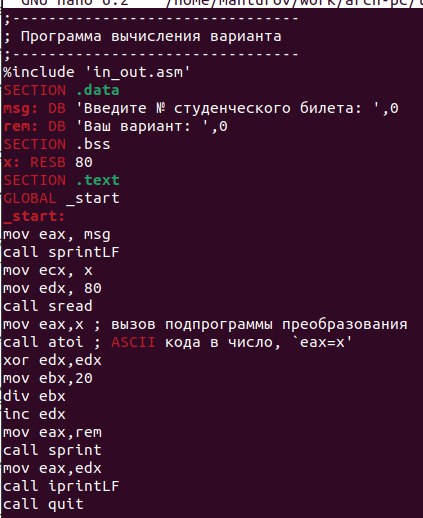 GNU nano 6.2 /home/manturov/work/arch-pc/l
;--------------------------------
; Программа вычисления варианта
;--------------------------------
%include 'in_out.asm'
SECTION .data
msg: DB 'Введите № студенческого билета: ',0
rem: DB 'Ваш вариант: ',0
SECTION .bss
x: RESB 80
SECTION .text
GLOBAL _start
_start:
mov eax, msg
call sprintLF
mov ecx, x
mov edx, 80
call sread
mov eax,x ; вызов подпрограммы преобразования
call atoi ; ASCII кода в число, `eax=x'
xor edx,edx
mov ebx,20
div ebx
inc edx
mov eax,rem
call sprint
mov eax,edx
call iprintLF
call quit